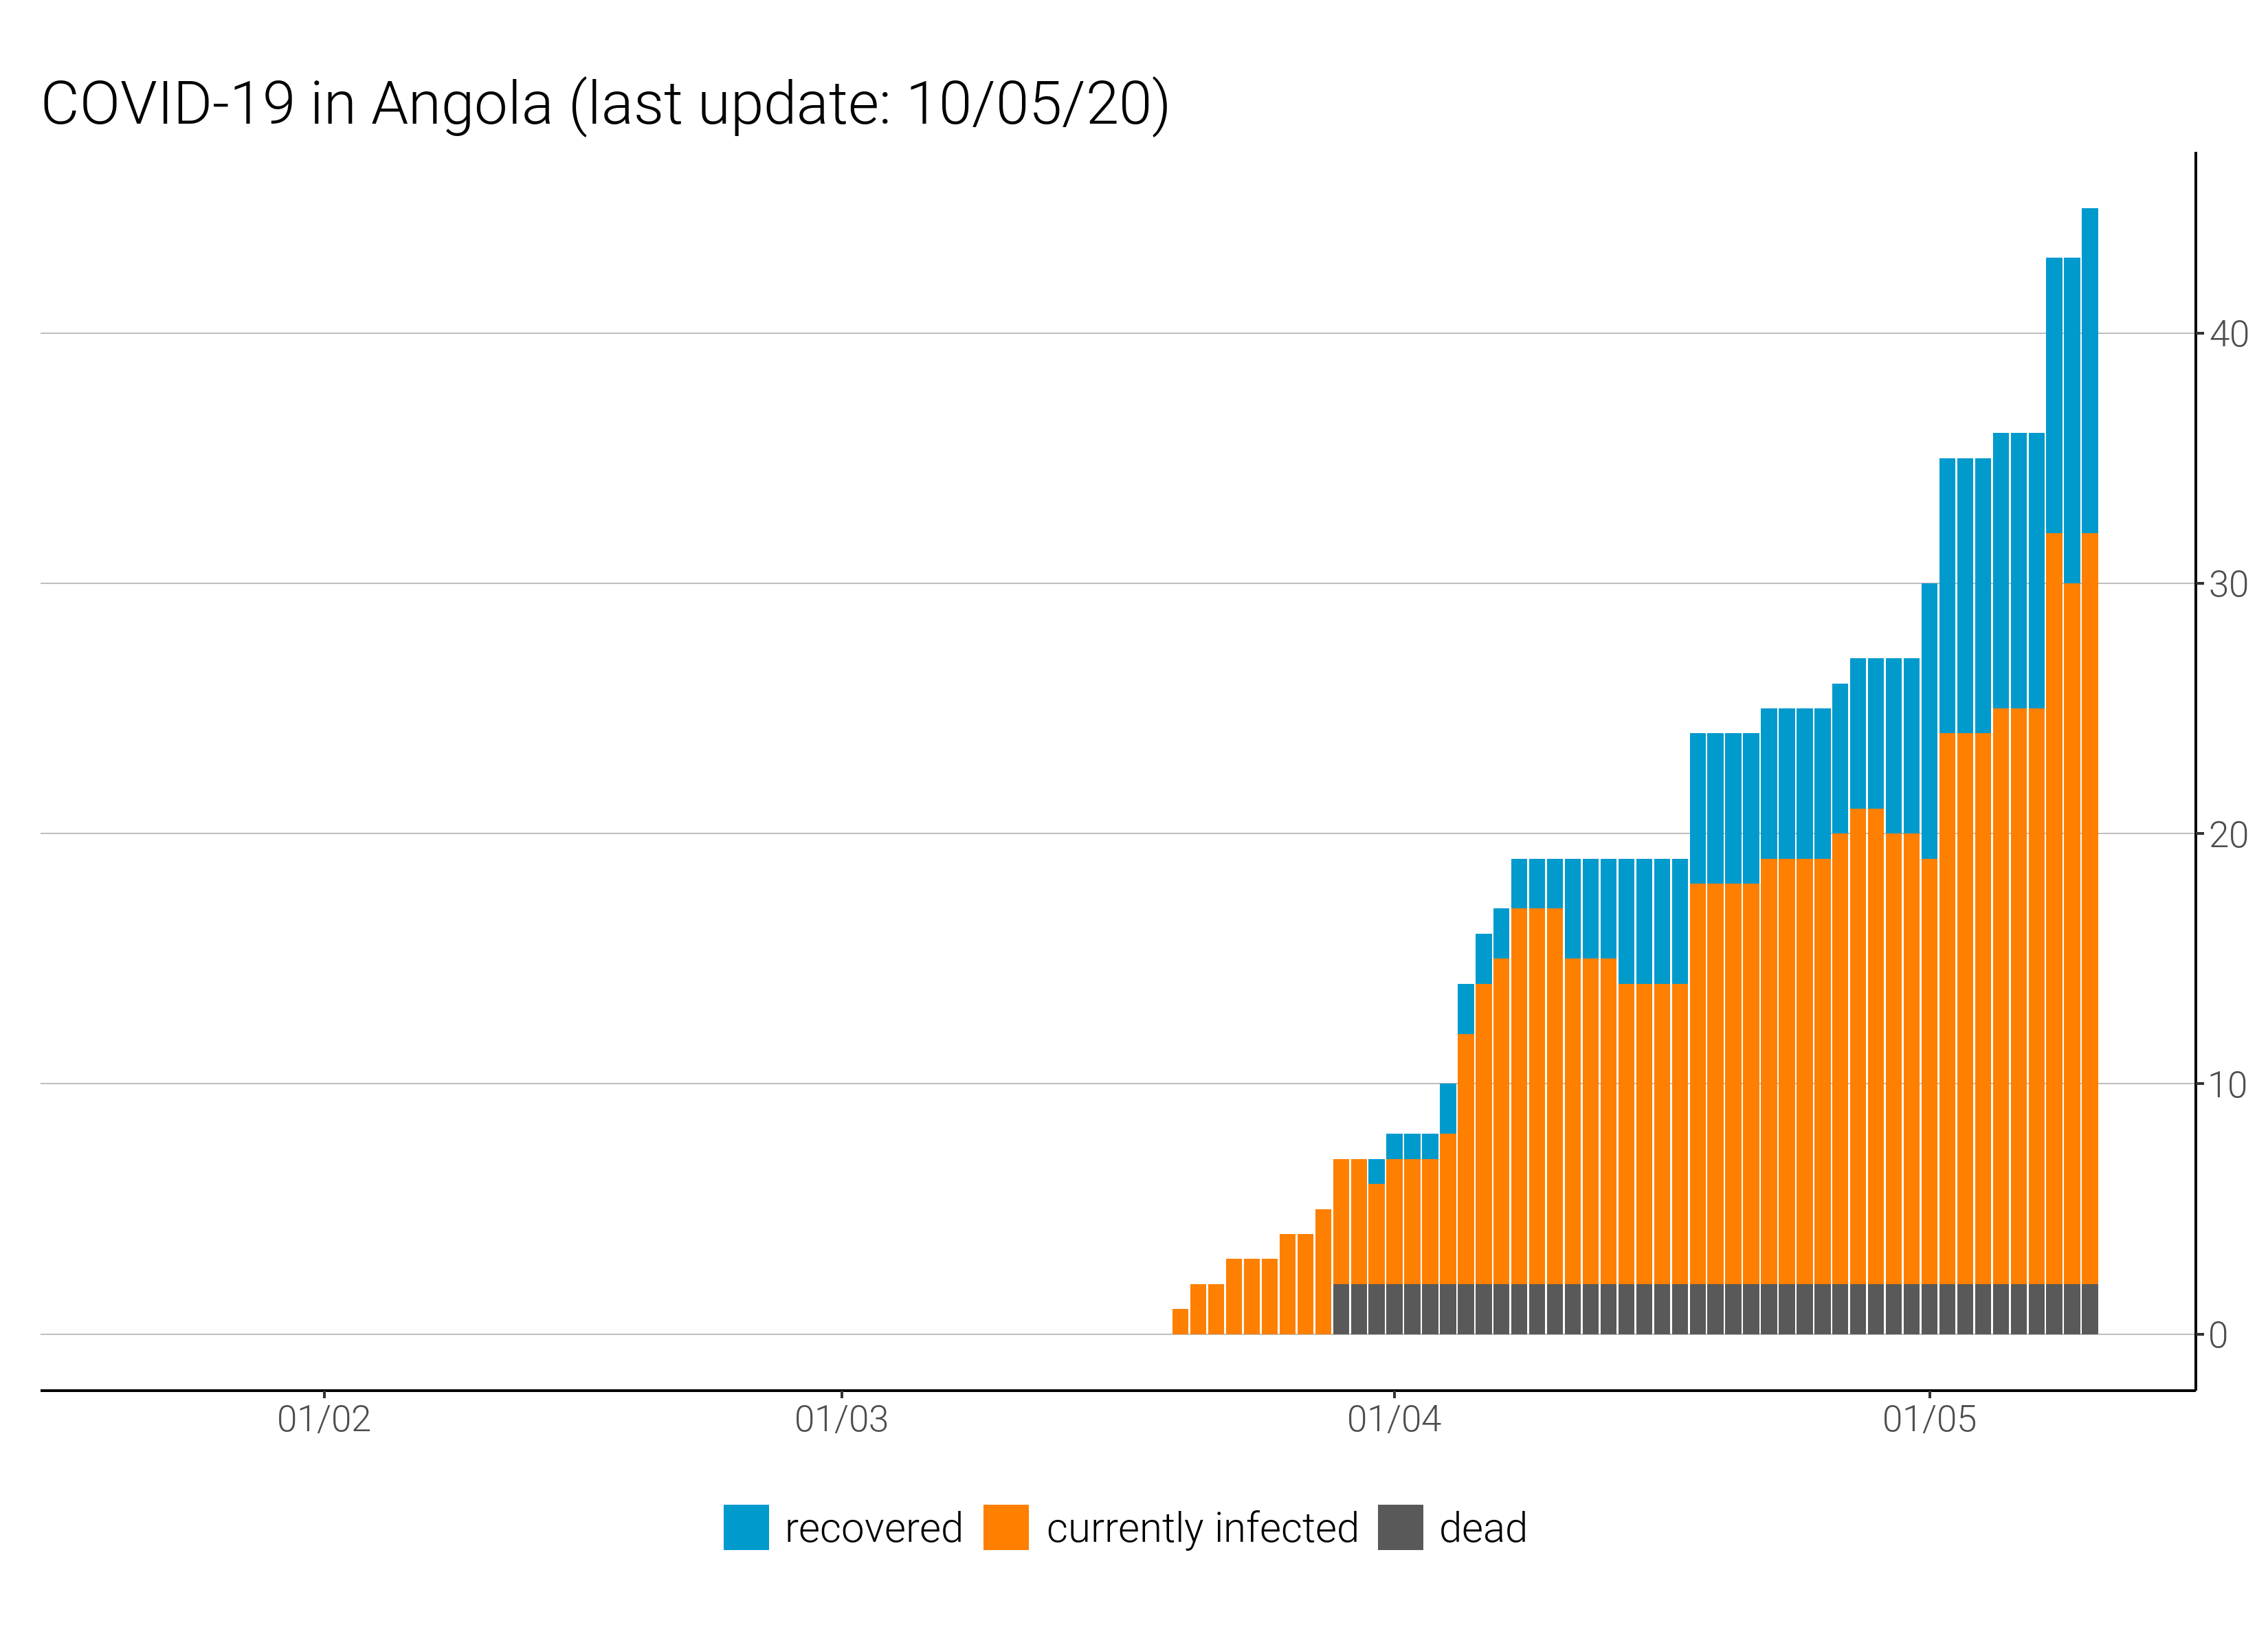 COVID-19 in Angola (last update: 10/05/20)
40
30
20
10
0
01/02 01/03 01/04 01/05
recovered currently infected dead